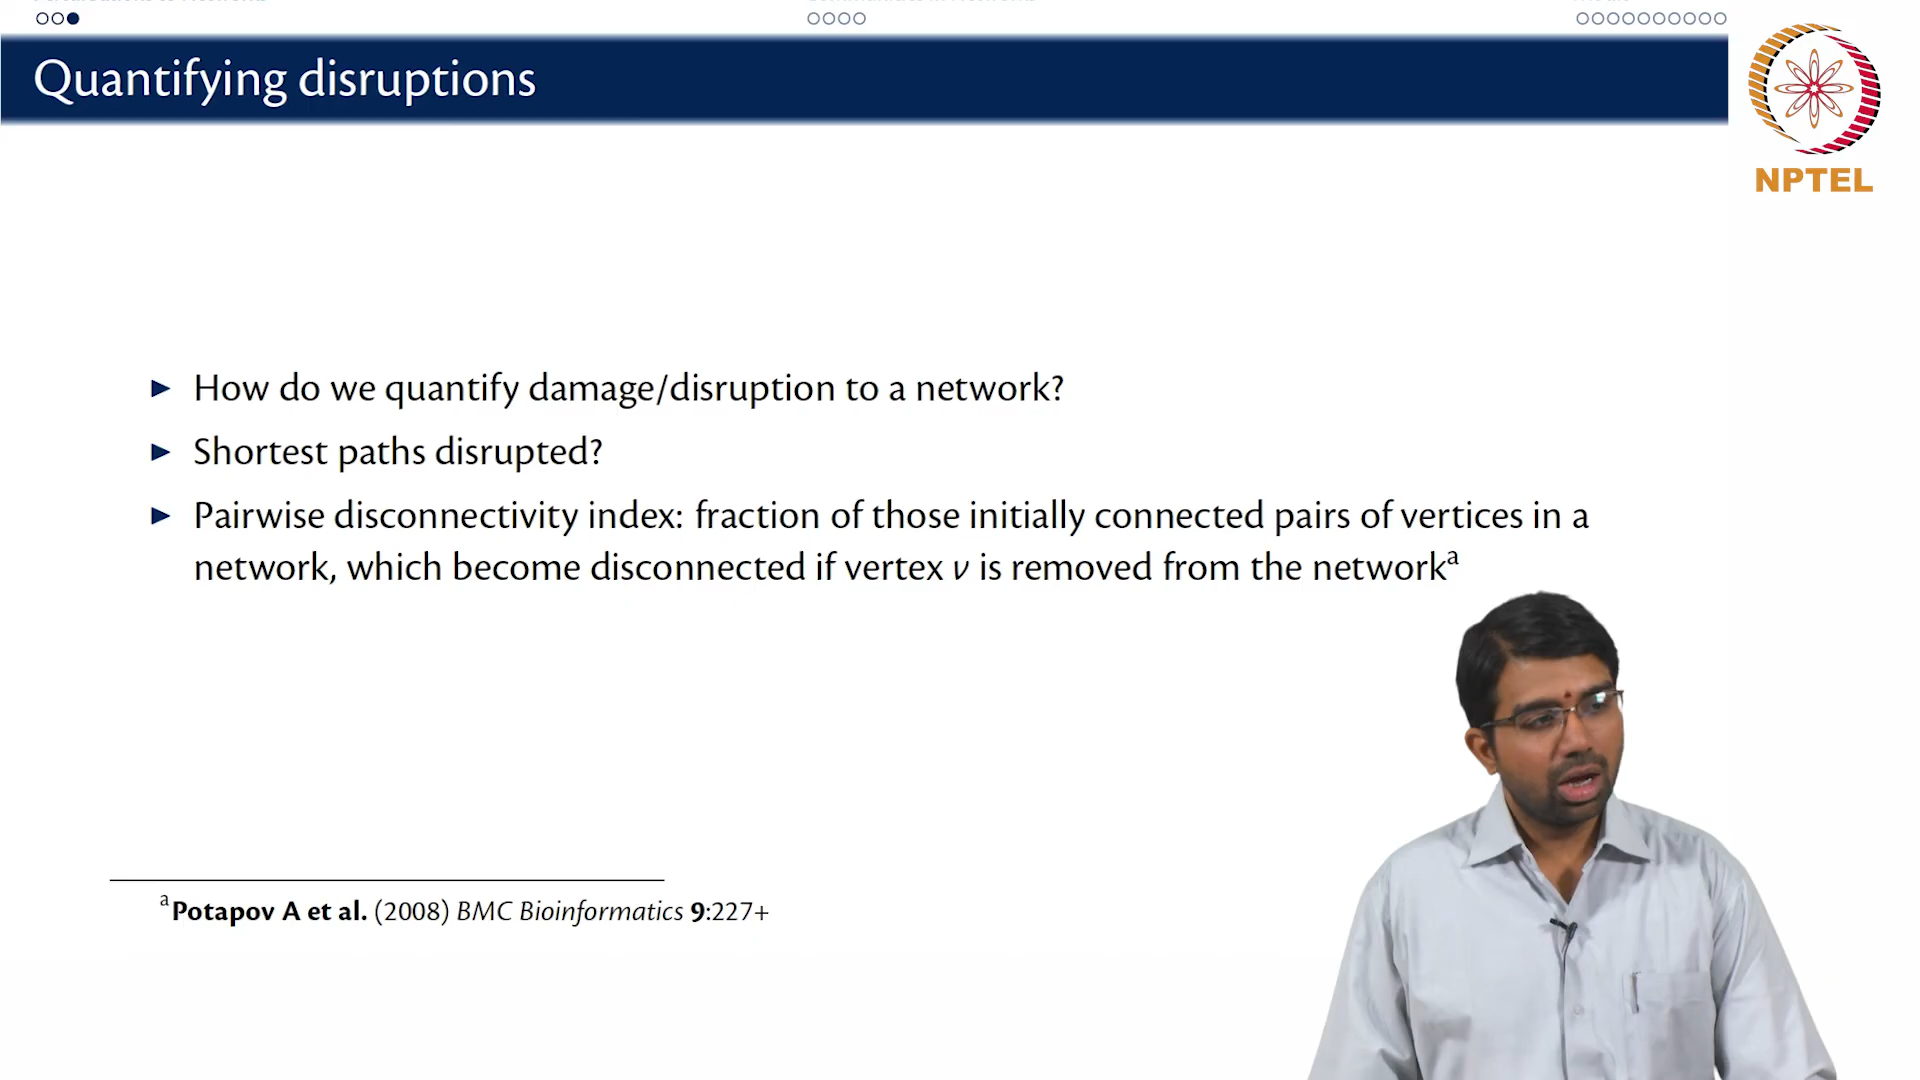 Quantifying disruptions
NPTEL
► How do we quantify damage/disruption to a network?
► Shortest paths disrupted?
► Pairwise disconnectivity index: fraction of those initially connected pairs of vertices in a
network, which become disconnected if vertex v is removed from the networkᵃ
ᵃPotapov A et al. (2008) BMC Bioinformatics 9:227+